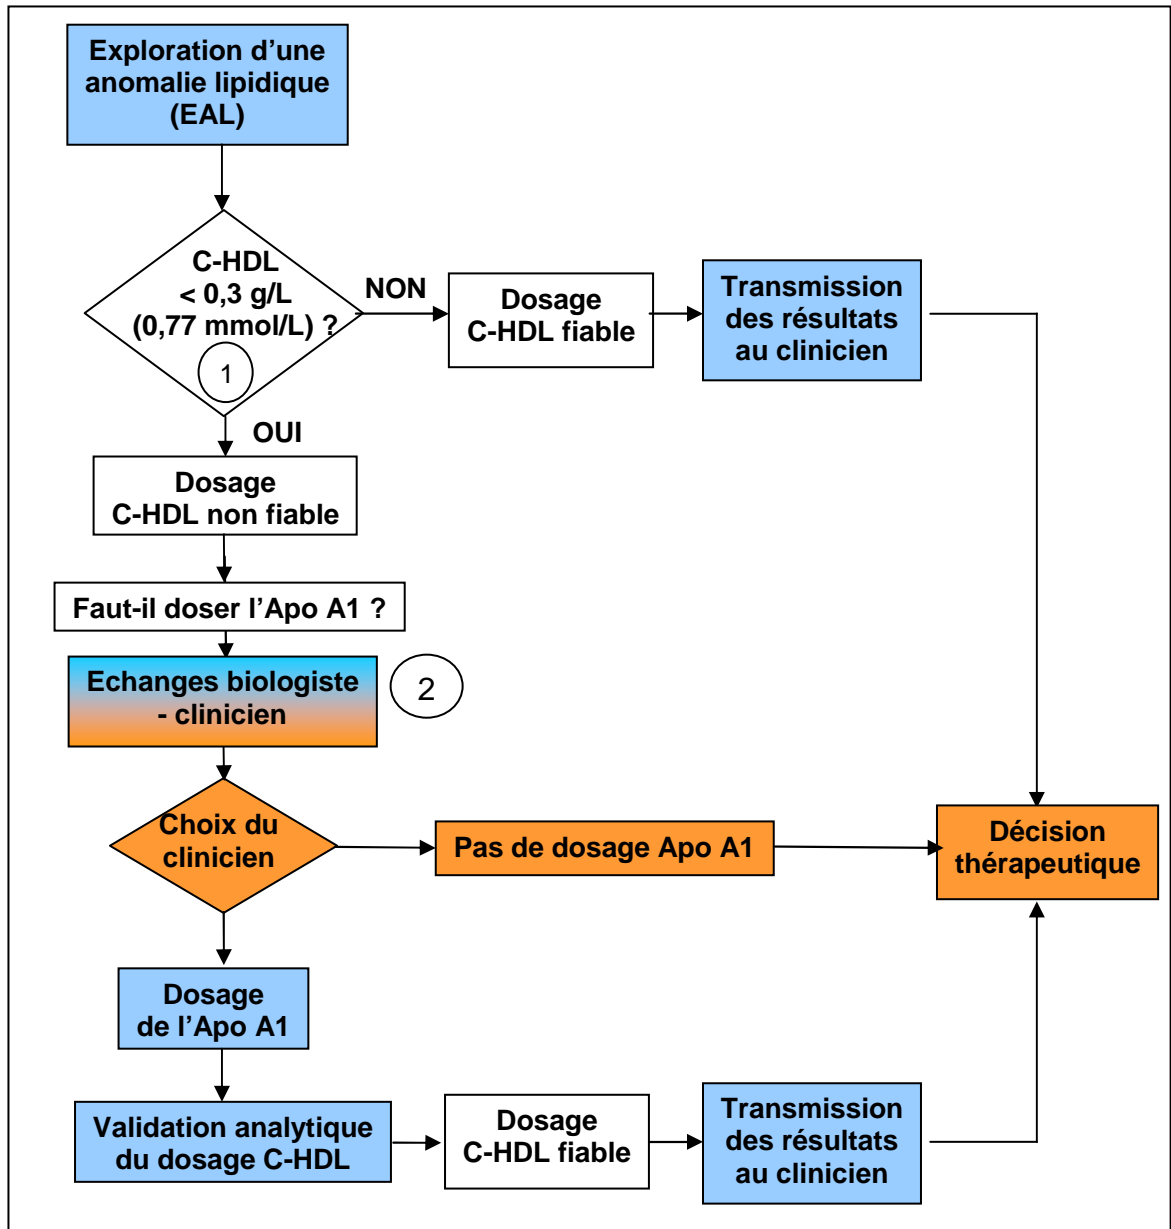 Exploration d’une
anomalie lipidique
(EAL)
C-HDL
< 0,3 g/L
(0,77 mmol/L) ?
1
NON
Dosage
C-HDL fiable
Transmission
des résultats
au clinicien
OUI
Dosage
C-HDL non fiable
Faut-il doser l’Apo A1 ?
Echanges biologiste
- clinicien
2
Choix du
clinicien
Pas de dosage Apo A1
Décision
thérapeutique
Dosage
de l’Apo A1
Validation analytique
du dosage C-HDL
Dosage
C-HDL fiable
Transmission
des résultats
au clinicien